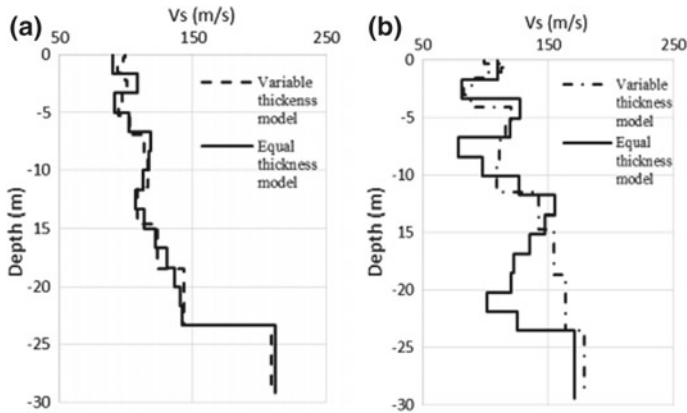 (a)
Vs (m/s)
50
150
250
0
-5
-10
-15
-20
-25
-30
Depth (m)
Variable
thickenss
model
Equal
thickness
model
(b)
Vs (m/s)
50
150
250
0
-5
-10
-15
-20
-25
-30
Depth (m)
Variable
thickness
model
Equal
thickness
model